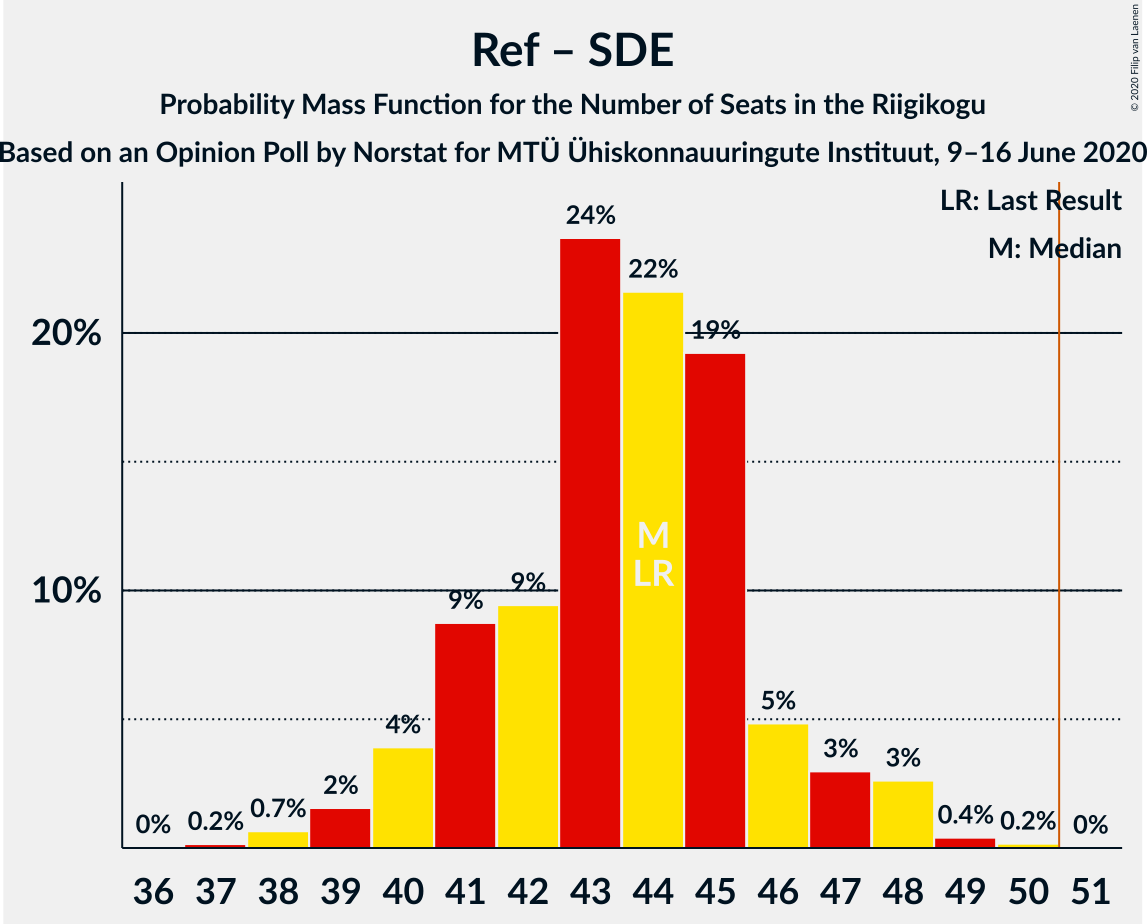 Ref – SDE
Probability Mass Function for the Number of Seats in the Riigikogu
Based on an Opinion Poll by Norstat for MTÜ Ühiskonnauuringute Instituut, 9–16 June 2020
© 2020 Filip van Laenen
LR: Last Result
M: Median
20%
10%
0%
0.2%
0.7%
2%
4%
9%
9%
24%
22%
19%
5%
3%
3%
0.4%
0.2%
0%
M
LR
36 37 38 39 40 41 42 43 44 45 46 47 48 49 50 51